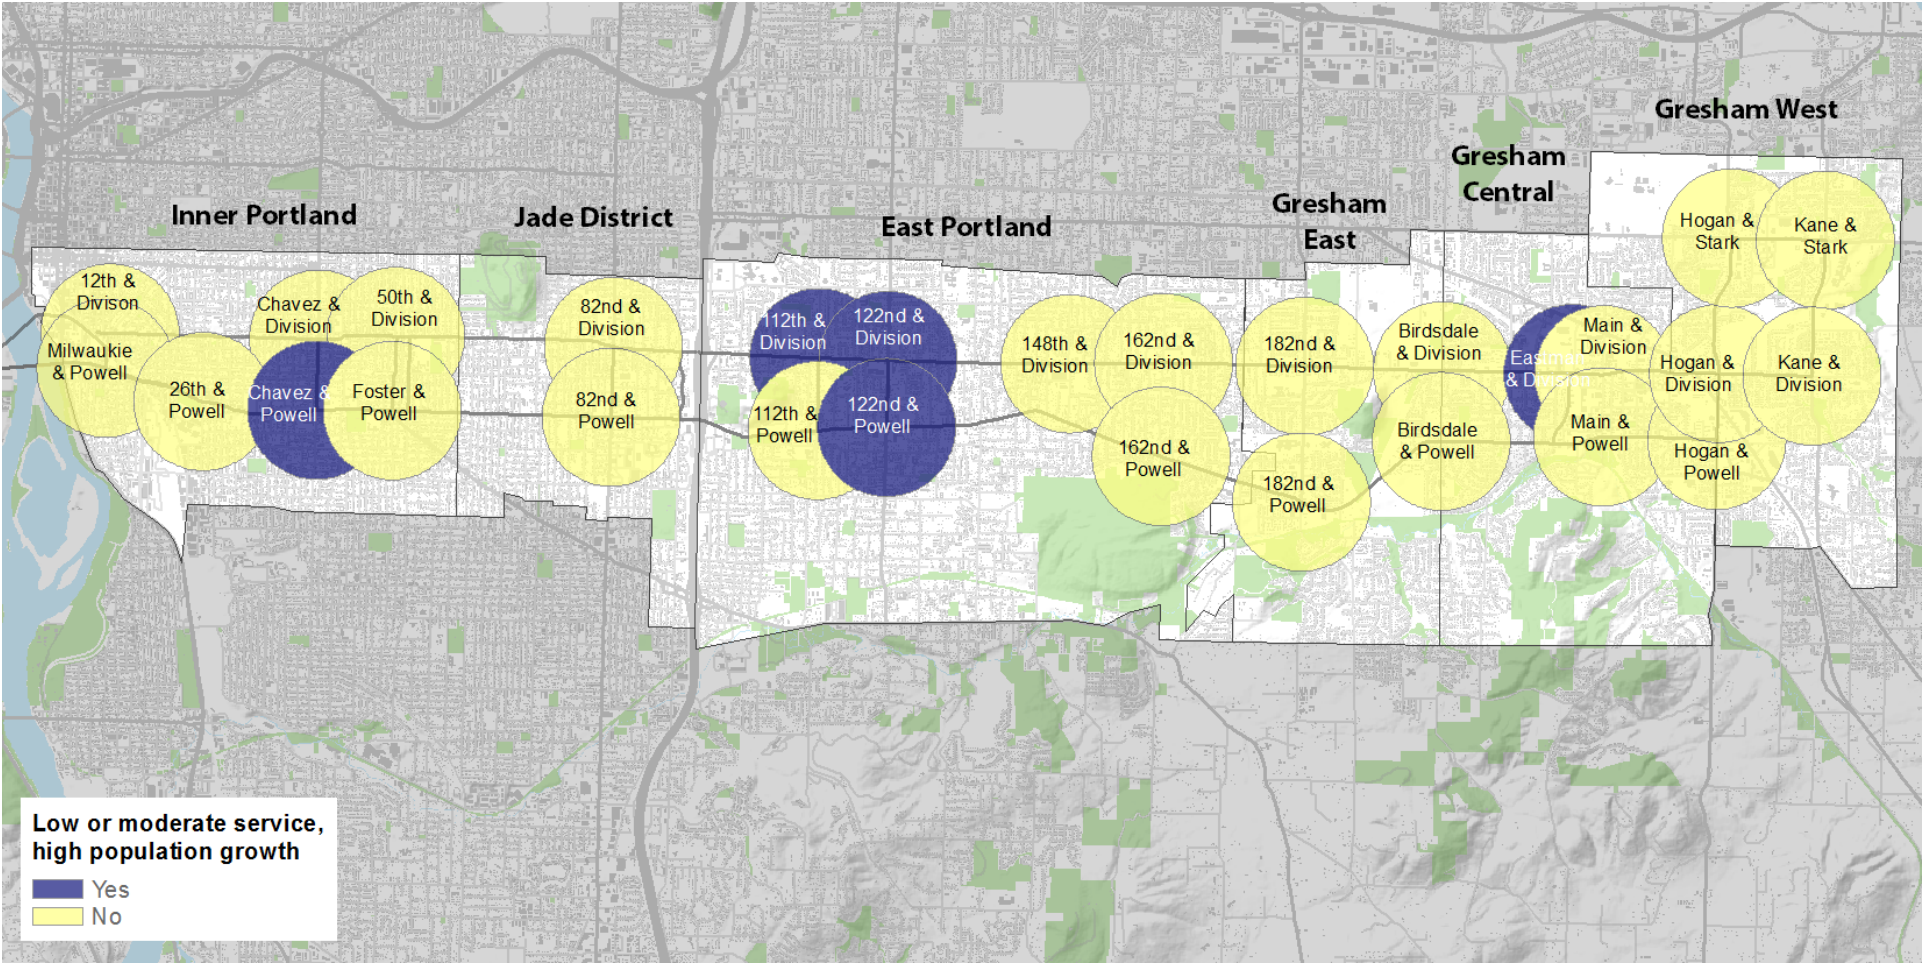 Gresham West
Gresham
Central
Gresham
East
Inner Portland
Jade District
East Portland
12th &
Divison
Milwaukie
& Powell
26th &
Powell
Chavez &
Division
Chavez &
Powell
50th &
Division
Foster &
Powell
82nd &
Division
82nd &
Powell
112th &
Division
122nd &
Division
112th &
Powell
122nd &
Powell
148th &
Division
162nd &
Division
162nd &
Powell
182nd &
Division
182nd &
Powell
Birdsdale
& Division
Birdsdale
& Powell
Eastman
& Division
Main &
Division
Main &
Powell
Hogan &
Stark
Kane &
Stark
Hogan &
Division
Kane &
Division
Hogan &
Powell
Low or moderate service,
high population growth
Yes
No